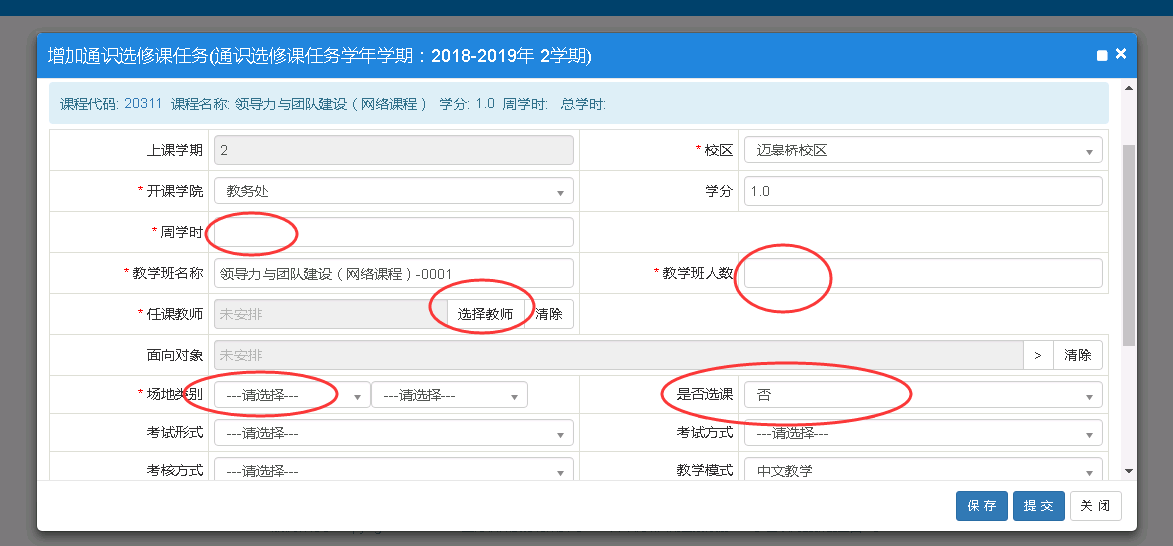 增加通识选修课任务(通识选修课任务学年学期：2018-2019年 2学期)
课程代码: 20311 课程名称: 领导力与团队建设（网络课程） 学分: 1.0 周学时: 总学时:
上课学期 2 * 校区 迈皋桥校区
* 开课学院 教务处 学分 1.0
* 周学时
* 教学班名称 领导力与团队建设（网络课程）-0001 * 教学班人数
* 任课教师 未安排 选择教师 清除
面向对象 未安排 > 清除
* 场地类别 ---请选择--- ---请选择--- 是否选课 否
考试形式 ---请选择--- 考试方式 ---请选择---
考核方式 ---请选择--- 教学模式 中文教学
保 存 提 交 关 闭